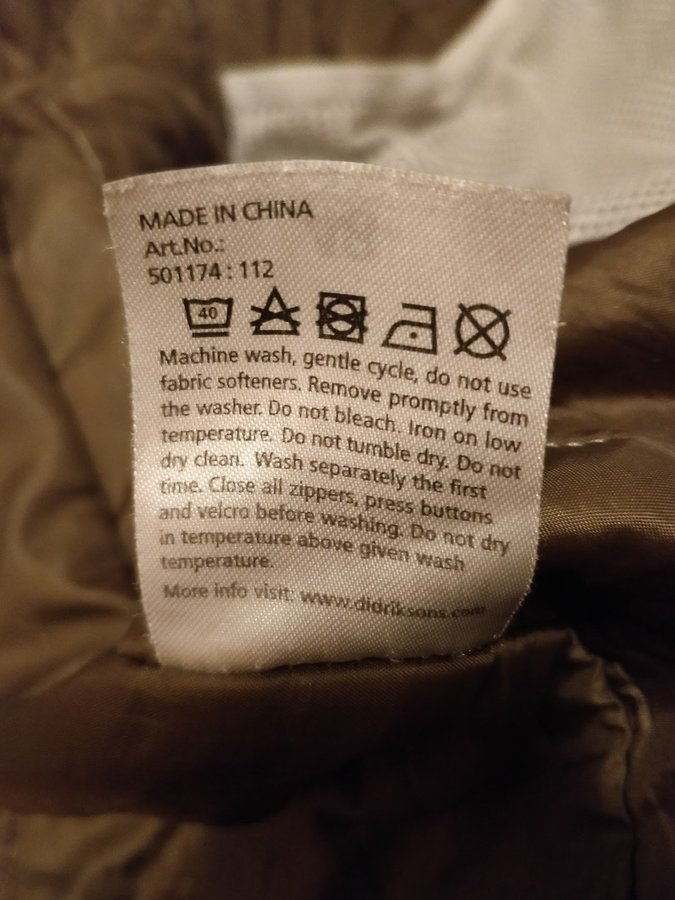 MADE IN CHINA
Art.No.:
501174 : 112
40
Machine wash, gentle cycle, do not use
fabric softeners. Remove promptly from
the washer. Do not bleach. Iron on low
temperature. Do not tumble dry. Do not
dry clean. Wash separately the first
time. Close all zippers, press buttons
and velcro before washing. Do not dry
in temperature above given wash
temperature.
More info visit: www.didriksons.com